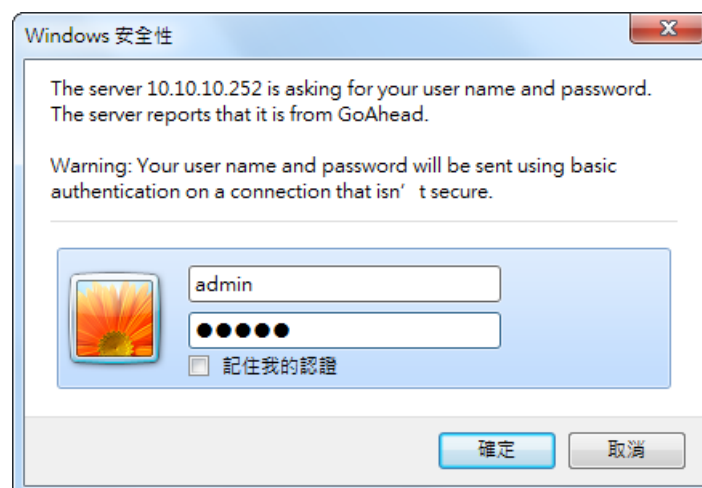 Windows 安全性
The server 10.10.10.252 is asking for your user name and password.
The server reports that it is from GoAhead.
Warning: Your user name and password will be sent using basic
authentication on a connection that isn’t secure.
admin
●●●●●
記住我的認證
確定
取消